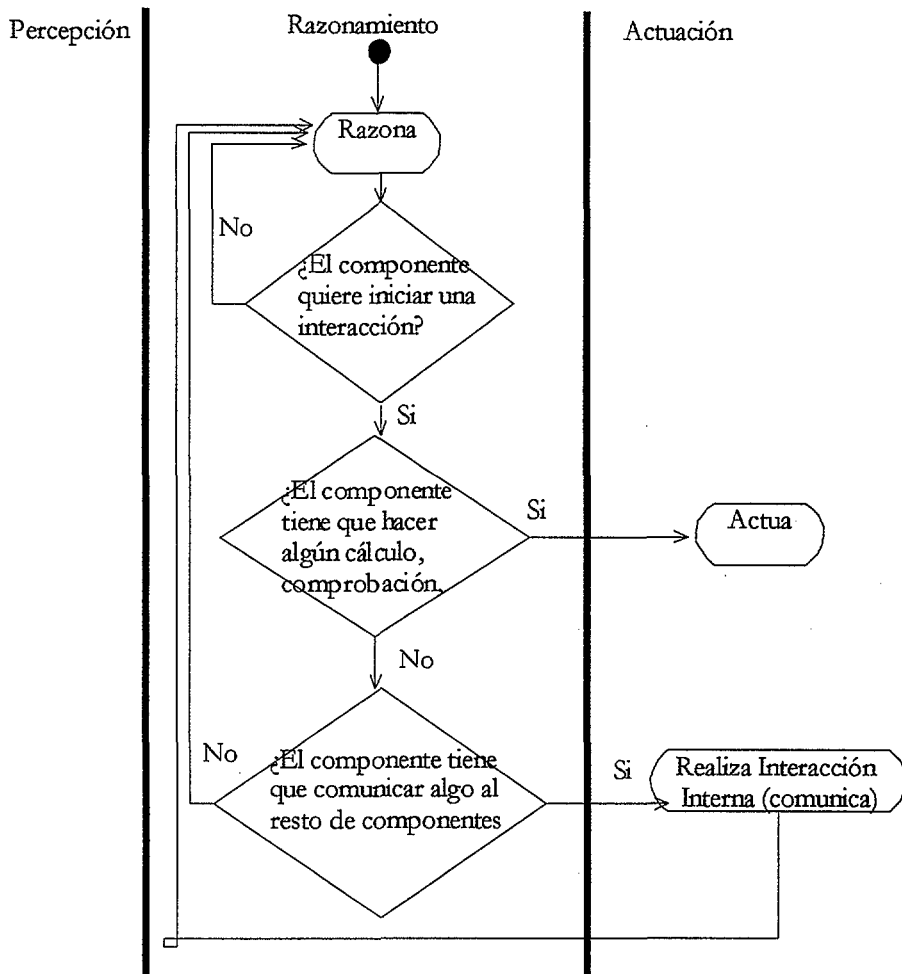 Percepción
Razonamiento
Actuación
Razona
No
¿El componente
quiere iniciar una
interacción?
Si
¿El componente
tiene que hacer
algún cálculo,
comprobación,
Si
Actua
No
No
¿El componente tiene
que comunicar algo al
resto de componentes
Si
Realiza Interacción
Interna (comunica)